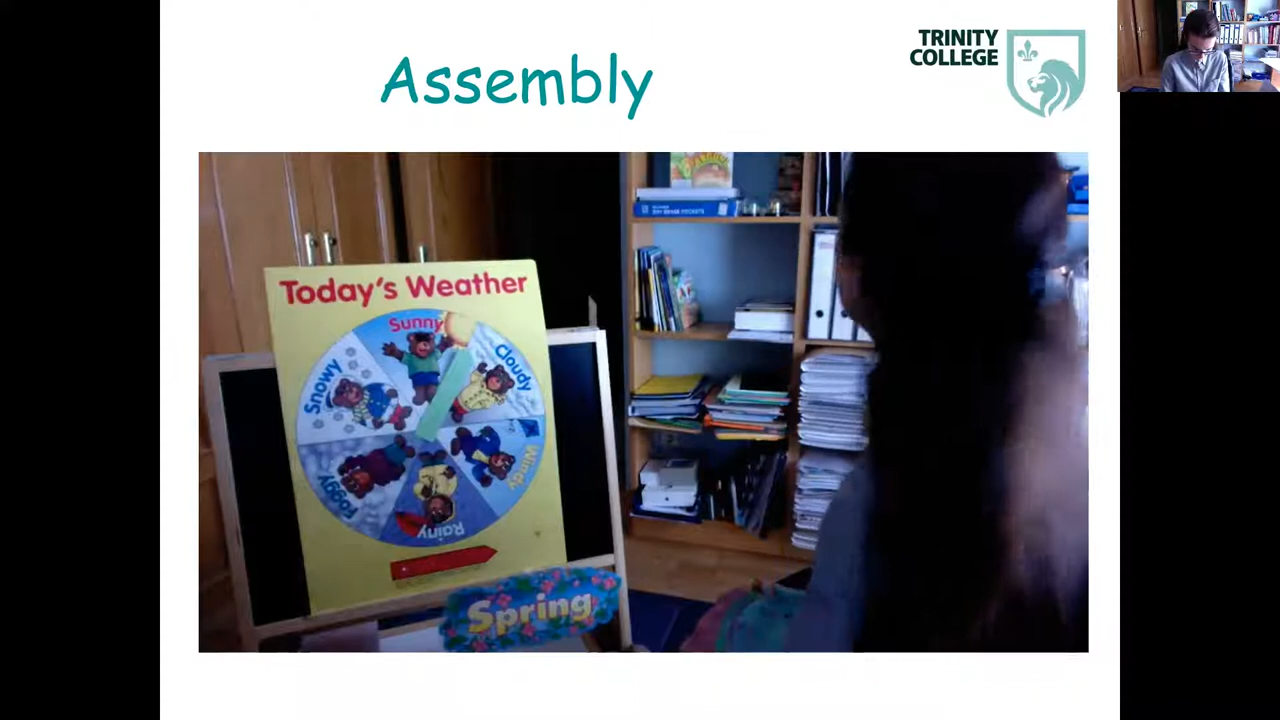 Assembly
TRINITY
COLLEGE
Today's Weather
Sunny
Cloudy
Windy
Rainy
Foggy
Snowy
Spring